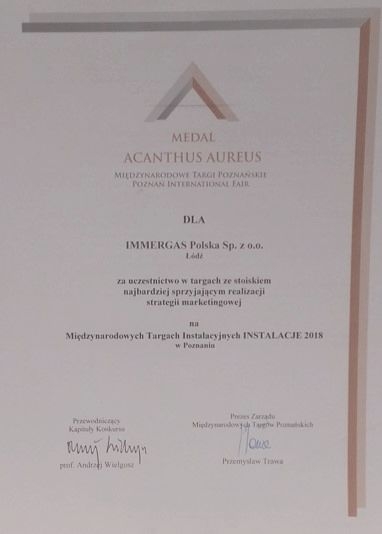 MEDAL
ACANTHUS AUREUS
MIĘDZYNARODOWE TARGI POZNAŃSKIE
POZNAŃ INTERNATIONAL FAIR
DLA
IMMERGAS Polska Sp. z o.o.
Łódź
za uczestnictwo w targach ze stoiskiem
najbardziej sprzyjającym realizacji
strategii marketingowej
na
Międzynarodowych Targach Instalacyjnych INSTALACJE 2018
w Poznaniu
Przewodniczący
Kapituły Konkursu
prof. Andrzej Wielgosz
Prezes Zarządu
Międzynarodowych Targów Poznańskich
Przemysław Trawa